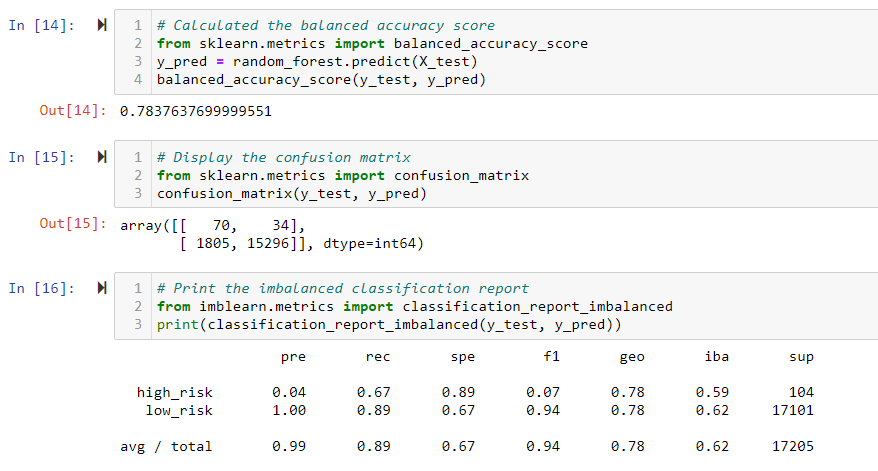 In [14]:
1 # Calculated the balanced accuracy score
2 from sklearn.metrics import balanced_accuracy_score
3 y_pred = random_forest.predict(X_test)
4 balanced_accuracy_score(y_test, y_pred)
Out[14]: 0.7837637699999551
In [15]:
1 # Display the confusion matrix
2 from sklearn.metrics import confusion_matrix
3 confusion_matrix(y_test, y_pred)
Out[15]: array([[   70,    34],
       [ 1805, 15296]], dtype=int64)
In [16]:
1 # Print the imbalanced classification report
2 from imblearn.metrics import classification_report_imbalanced
3 print(classification_report_imbalanced(y_test, y_pred))
pre rec spe f1 geo iba sup
high_risk 0.04 0.67 0.89 0.07 0.78 0.59 104
low_risk 1.00 0.89 0.67 0.94 0.78 0.62 17101
avg / total 0.99 0.89 0.67 0.94 0.78 0.62 17205